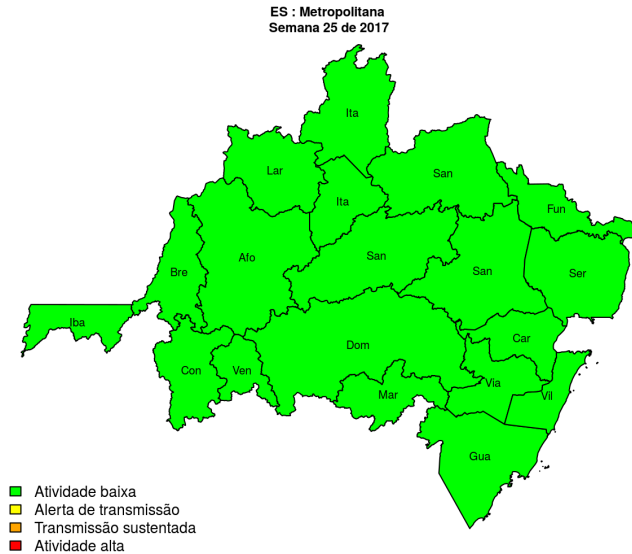 ES : Metropolitana
Semana 25 de 2017
Ita
Lar
San
Ita
Fun
Afo
San
San
Bre
Ser
Iba
Car
Dom
Con
Ven
Via
Mar
Vil
Gua
Atividade baixa
Alerta de transmissão
Transmissão sustentada
Atividade alta